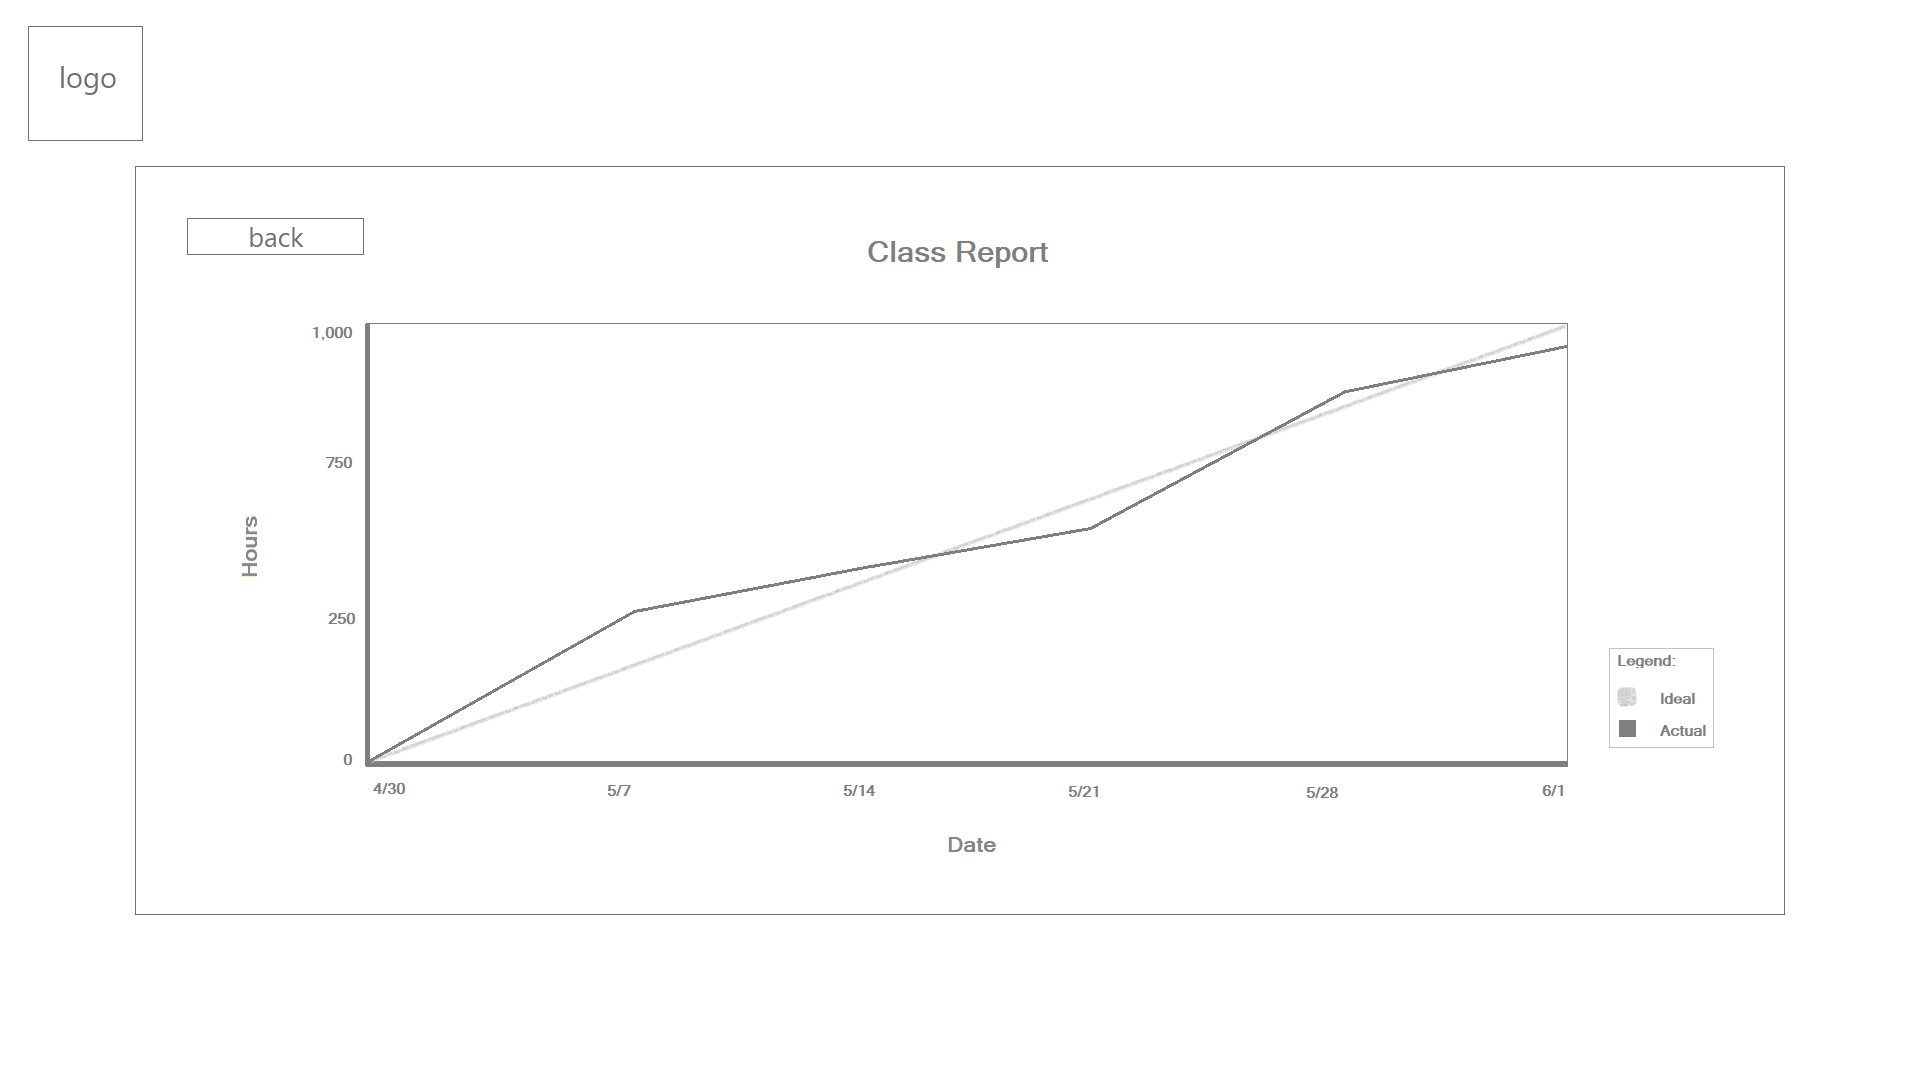 logo
back
Class Report
1,000
750
Hours
250
0
Legend:
Ideal
Actual
4/30
5/7
5/14
5/21
5/28
6/1
Date